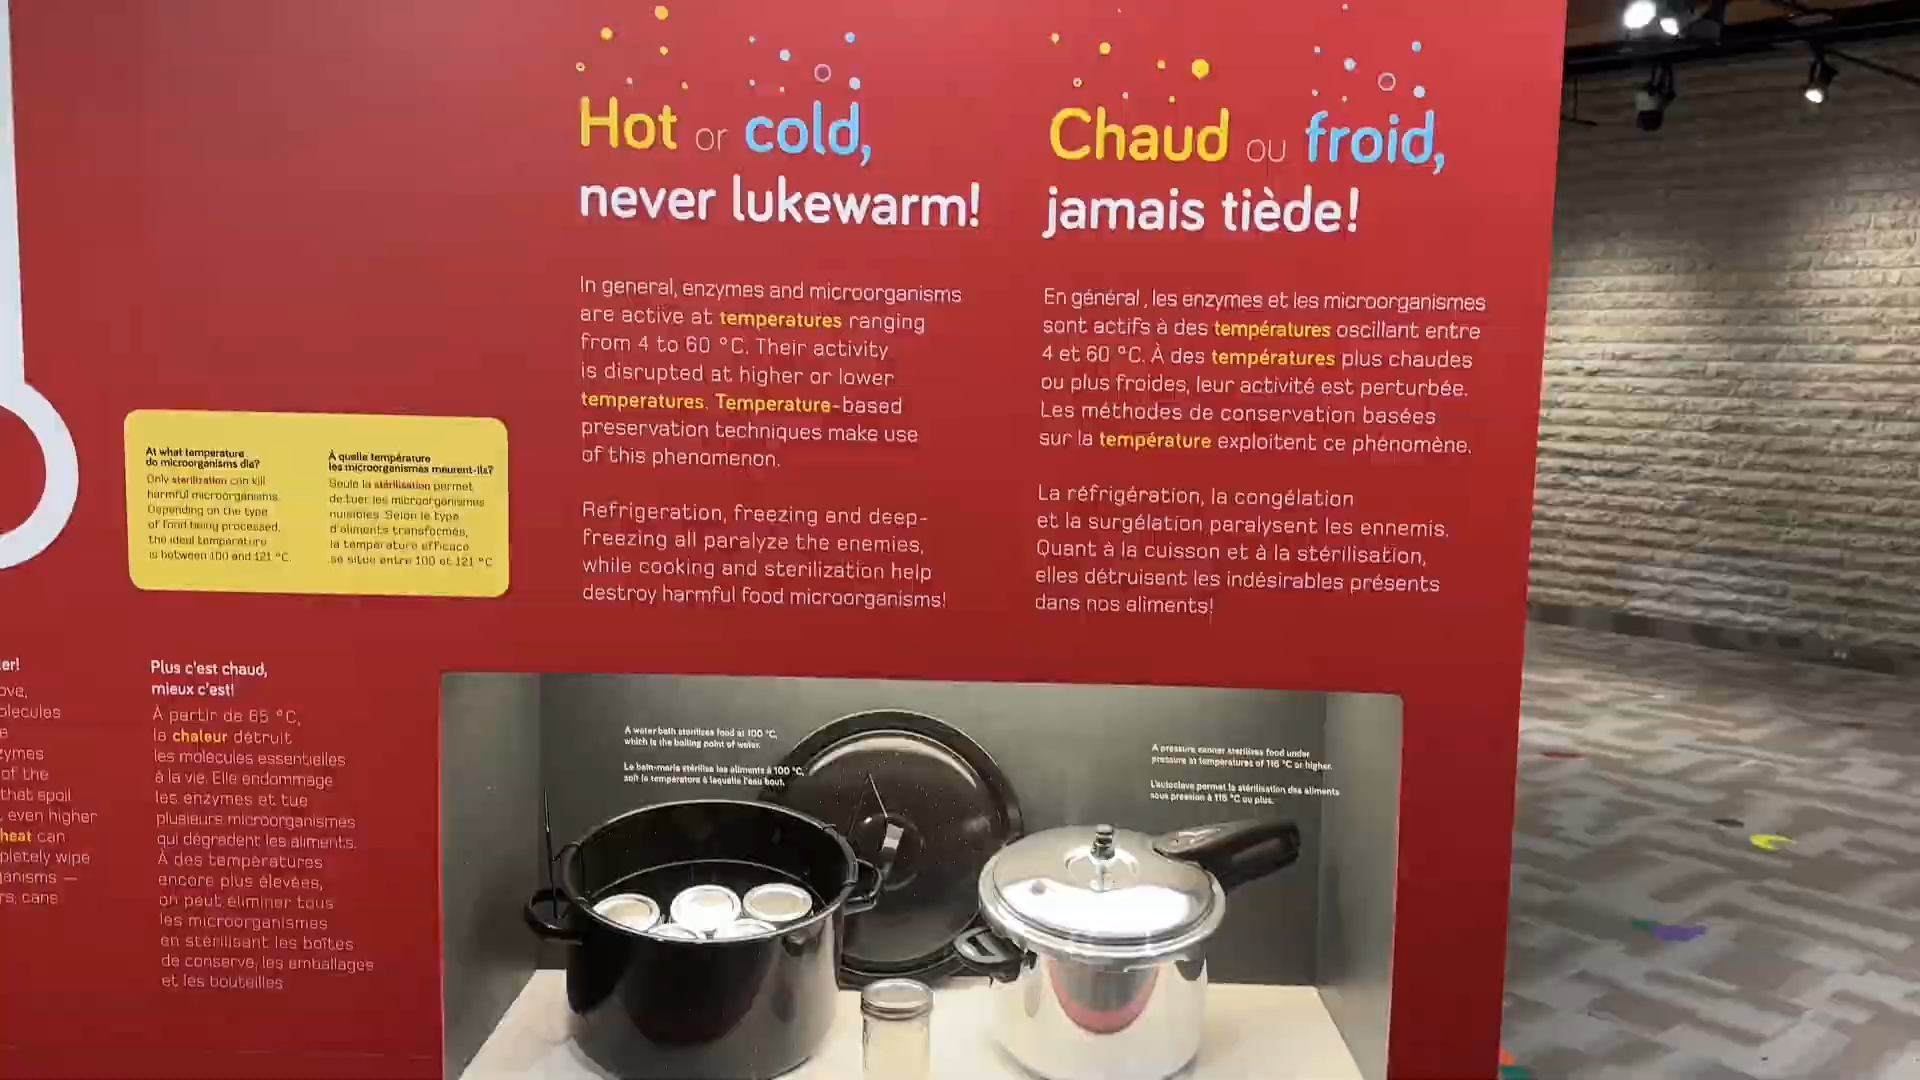 Hot or cold,
never lukewarm!
In general, enzymes and microorganisms
are active at temperatures ranging
from 4 to 60 °C. Their activity
is disrupted at higher or lower
temperatures. Temperature-based
preservation techniques make use
of this phenomenon.
Refrigeration, freezing and deep-
freezing all paralyze the enemies,
while cooking and sterilization help
destroy harmful food microorganisms!
Chaud ou froid,
jamais tiède!
En général, les enzymes et les microorganismes
sont actifs à des températures oscillant entre
4 et 60 °C. À des températures plus chaudes
ou plus froides, leur activité est perturbée.
Les méthodes de conservation basées
sur la température exploitent ce phénomène.
La réfrigération, la congélation
et la surgélation paralysent les ennemis.
Quant à la cuisson et à la stérilisation,
elles détruisent les indésirables présents
dans nos aliments!
At what temperature
do microorganisms die?
Only sterilization can kill
harmful microorganisms.
Depending on the type
of food being processed,
the ideal temperature
is between 100 and 121 °C.
À quelle température
les microorganismes meurent-ils?
Seule la stérilisation permet
de tuer les microorganismes
nuisibles. Selon le type
d'aliments transformés,
la température efficace
se situe entre 100 et 121 °C
er!
ove,
olecules
e
zymes
of the
that spoil
, even higher
heat can
pletely wipe
ganisms —
rs, cans
Plus c'est chaud,
mieux c'est!
À partir de 65 °C,
la chaleur détruit
les molécules essentielles
à la vie. Elle endommage
les enzymes et tue
plusieurs microorganismes
qui dégradent les aliments.
À des températures
encore plus élevées,
on peut éliminer tous
les microorganismes
en stérilisant les boîtes
de conserve, les emballages
et les bouteilles
A water bath sterilizes food at 100 °C,
which is the boiling point of water.
Le bain-marie stérilise les aliments à 100 °C,
soit la température à laquelle l'eau bout.
A pressure canner sterilizes food under
pressure at temperatures of 116 °C or higher.
L'autoclave permet la stérilisation des aliments
sous pression à 116 °C ou plus.